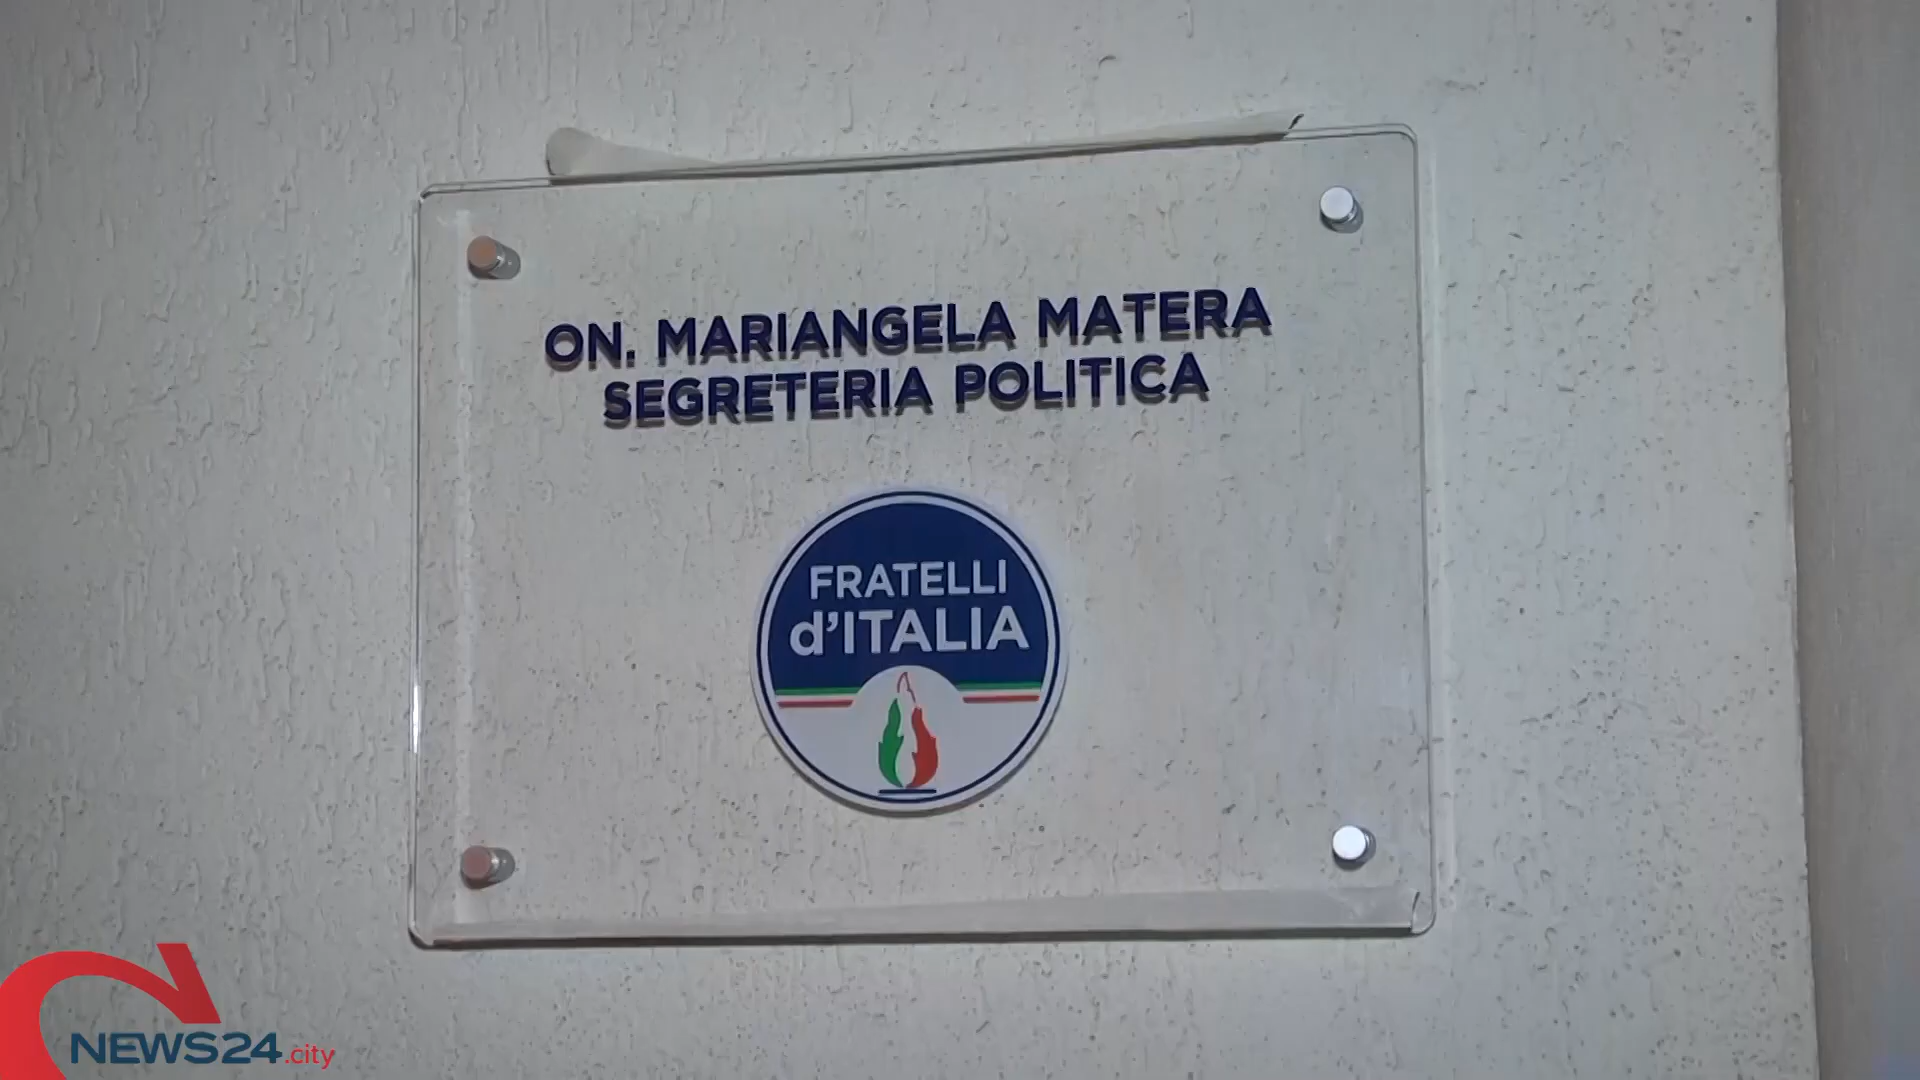 ON. MARIANGELA MATERA
SEGRETERIA POLITICA
FRATELLI
d'ITALIA
NEWS24.city